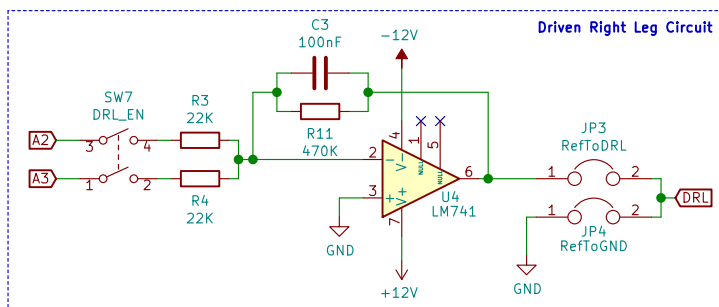 Driven Right Leg Circuit
C3
100nF
-12V
SW7
DRL_EN
R3
22K
R11
470K
JP3
RefToDRL
A2
3
4
4
1
5
NULL
NULL
2
-
V-
6
1
2
A3
1
2
3
+
V+
U4
LM741
DRL
R4
22K
7
1
2
GND
JP4
RefToGND
+12V
GND